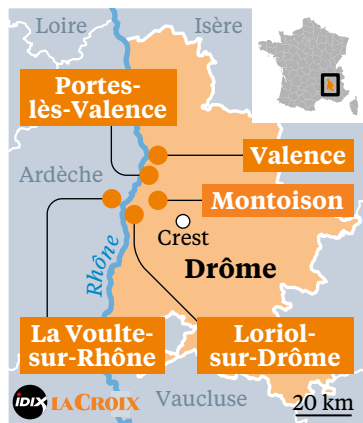 Loire
Isère
Portes-
lès-Valence
Valence
Ardèche
Montoison
Crest
Rhône
Drôme
La Voulte-
sur-Rhône
Loriol-
sur-Drôme
iDIX LA CROIX
Vaucluse
20 km